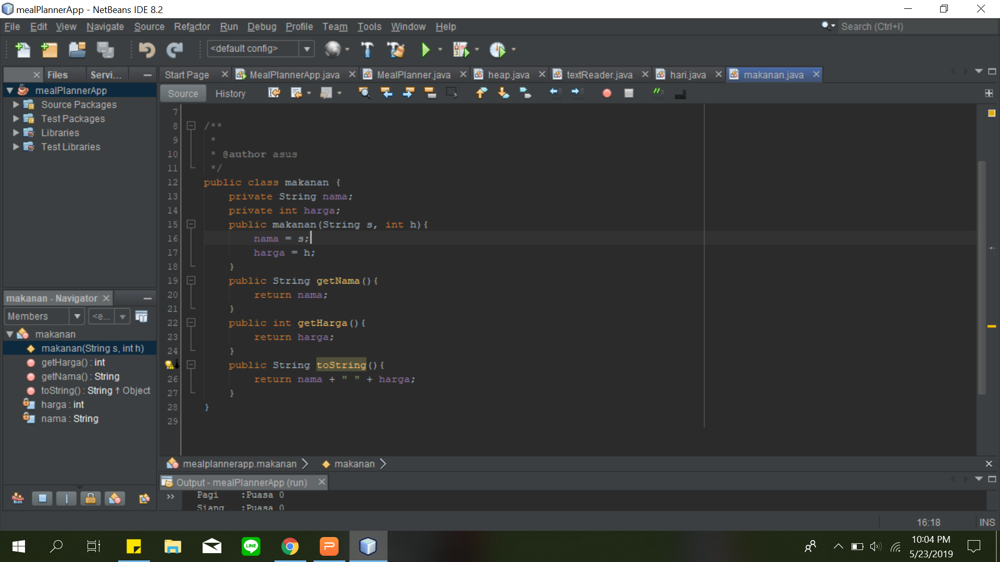 mealPlannerApp - NetBeans IDE 8.2
File Edit View Navigate Source Refactor Run Debug Profile Team Tools Window Help
Search (Ctrl+I)
<default config>
Files Servi...
Start Page MealPlannerApp.java MealPlanner.java heap.java textReader.java hari.java makanan.java
mealPlannerApp
Source Packages
Test Packages
Libraries
Test Libraries
Source History
7
8 /**
9 *
10 * @author asus
11 */
12 public class makanan {
13 private String nama;
14 private int harga;
15 public makanan(String s, int h){
16 nama = s;
17 harga = h;
18 }
19 public String getNama(){
20 return nama;
21 }
22 public int getHarga(){
23 return harga;
24 }
public String toString(){
26 return nama + " " + harga;
27 }
28 }
29
makanan - Navigator
Members <e...
makanan
makanan(String s, int h)
getHarga() : int
getNama() : String
toString() : String ↑ Object
harga : int
nama : String
mealplannerapp.makanan makanan
Output - mealPlannerApp (run)
Pagi :Puasa 0
Siang :Puasa 0
16:18 INS
LINE
10:04 PM
5/23/2019